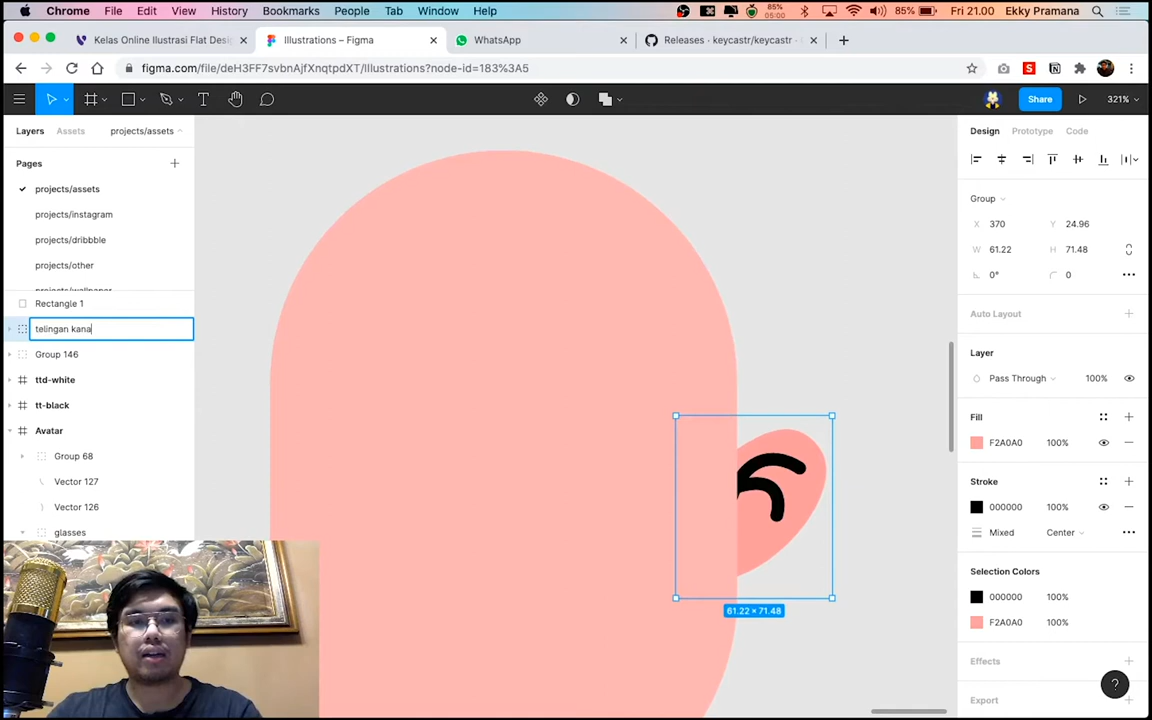 Chrome File Edit View History Bookmarks People Tab Window Help 85% 05:00 85% Fri 21.00 Ekky Pramana
Kelas Online Ilustrasi Flat Desi
Illustrations – Figma
WhatsApp
Releases · keycastr/keycastr ·
figma.com/file/deH3FF7svbnAjfXnqtpdXT/Illustrations?node-id=183%3A5
Share 321%
Layers Assets projects/assets
Design Prototype Code
Pages
projects/assets
projects/instagram
projects/dribbble
projects/other
projects/wallpaper
Rectangle 1
telingan kana
Group 146
ttd-white
tt-black
Avatar
Group 68
Vector 127
Vector 126
glasses
61.22 × 71.48
Group
X 370 Y 24.96
W 61.22 H 71.48
0° 0
Auto Layout
Layer
Pass Through 100%
Fill
F2A0A0 100%
Stroke
000000 100%
Mixed Center
Selection Colors
000000 100%
F2A0A0 100%
Effects
Export
?